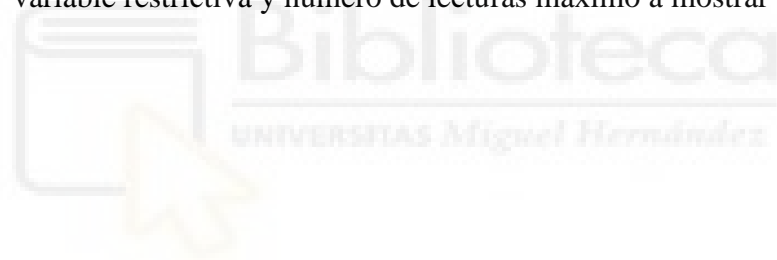 variable restrictiva y número de lecturas máximo a mostrar
Biblioteca
UNIVERSITAS Miguel Hernández